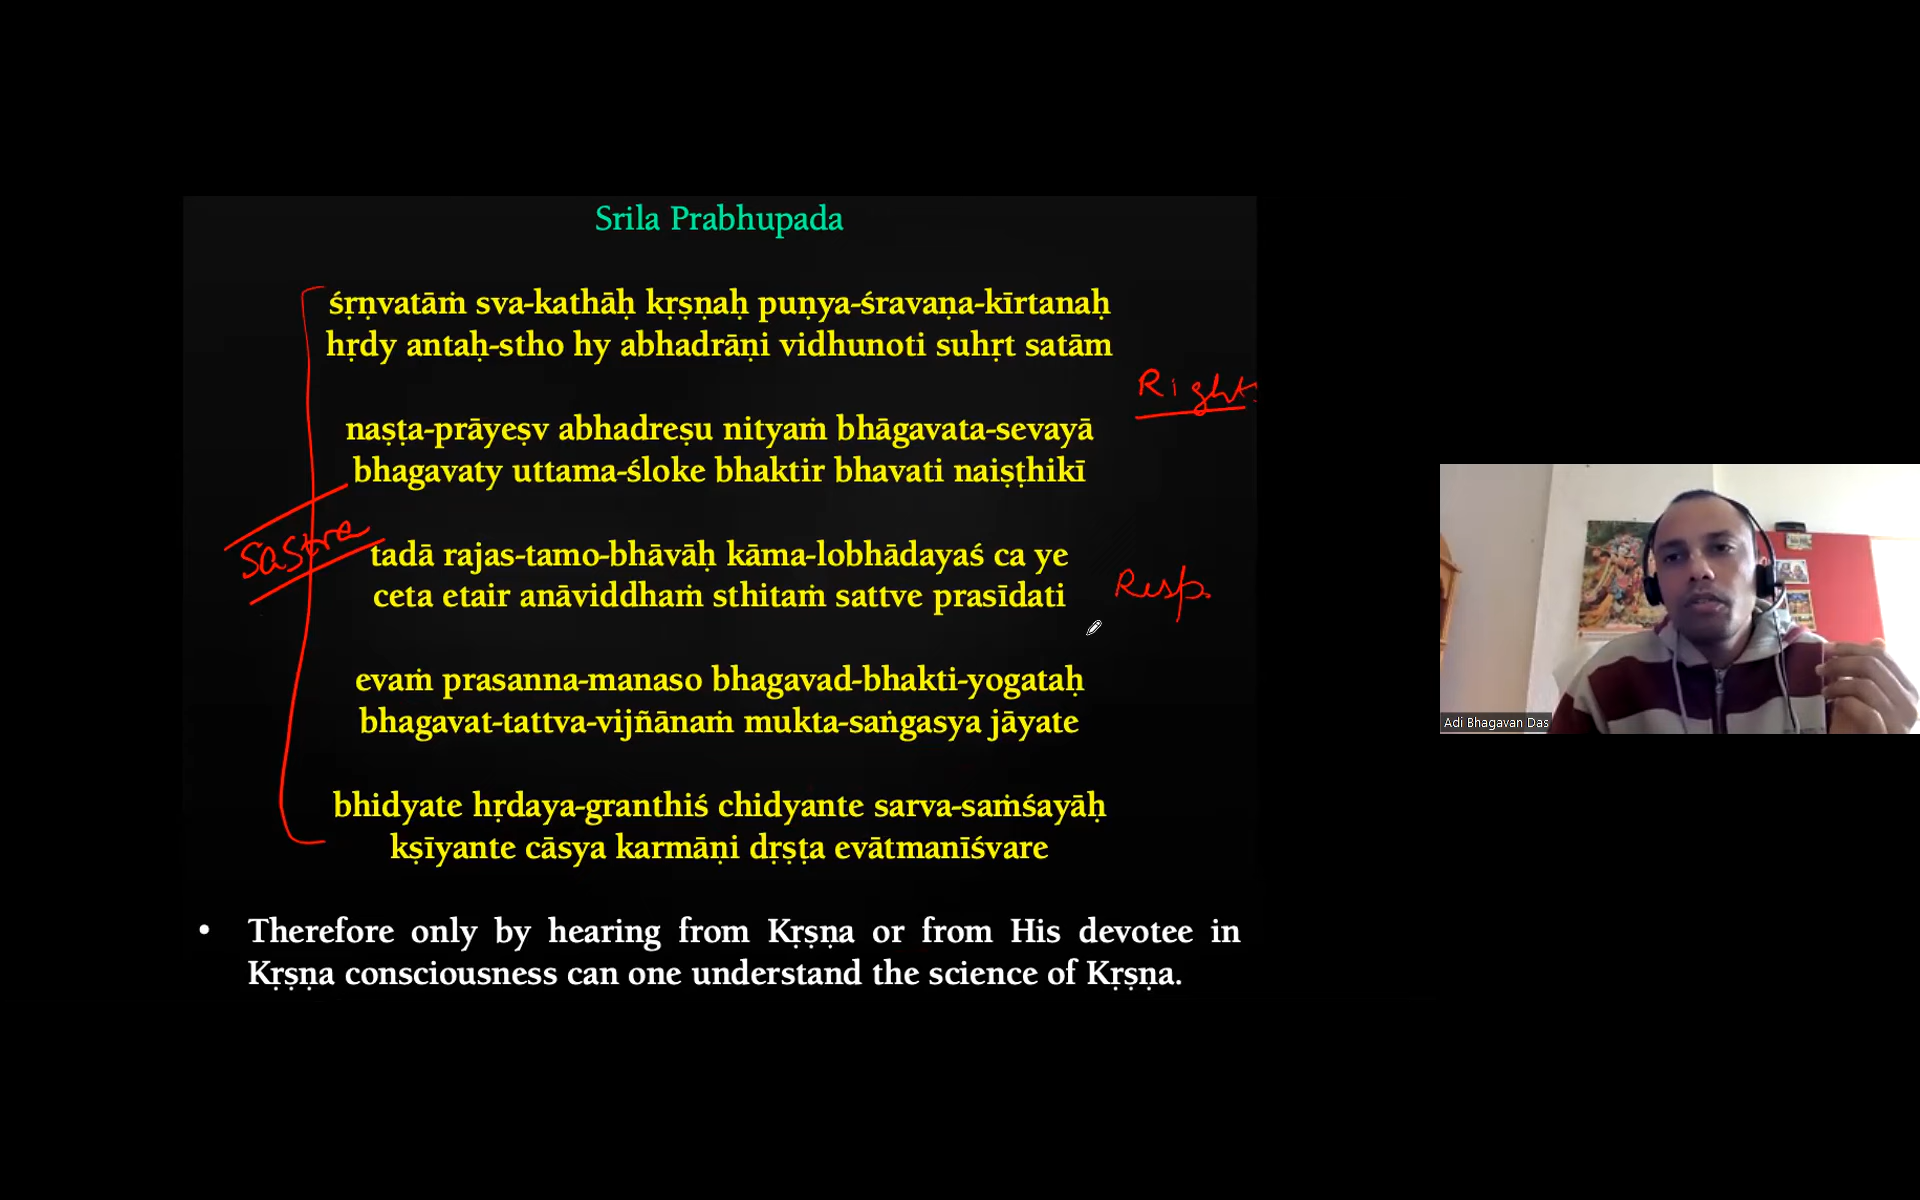 Srila Prabhupada
śṛṇvatāṁ sva-kathāḥ kṛṣṇaḥ puṇya-śravaṇa-kīrtanaḥ
hṛdy antaḥ-stho hy abhadrāṇi vidhunoti suhṛt satām
Right
naṣṭa-prāyeṣv abhadreṣu nityaṁ bhāgavata-sevayā
bhagavaty uttama-śloke bhaktir bhavati naiṣṭhikī
Sastra
tadā rajas-tamo-bhāvāḥ kāma-lobhādayaś ca ye
ceta etair anāviddhaṁ sthitaṁ sattve prasīdati
Resp.
evaṁ prasanna-manaso bhagavad-bhakti-yogataḥ
bhagavat-tattva-vijñānaṁ mukta-saṅgasya jāyate
bhidyate hṛdaya-granthiś chidyante sarva-saṁśayāḥ
kṣīyante cāsya karmāṇi dṛṣṭa evātmanīśvare
• Therefore only by hearing from Kṛṣṇa or from His devotee in
Kṛṣṇa consciousness can one understand the science of Kṛṣṇa.
Adi Bhagavan Das